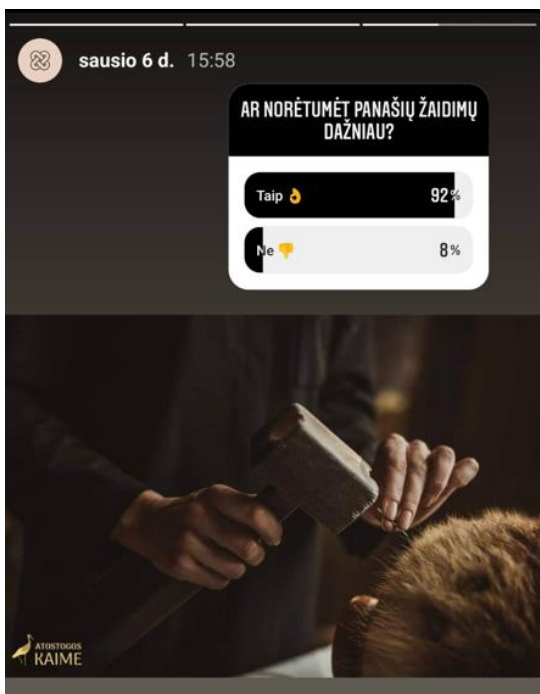 sausio 6 d. 15:58
AR NORĖTUMĖT PANAŠIŲ ŽAIDIMŲ
DAŽNIAU?
Taip 👌 92%
Ne 👎 8%
ATOSTOGOS
KAIME